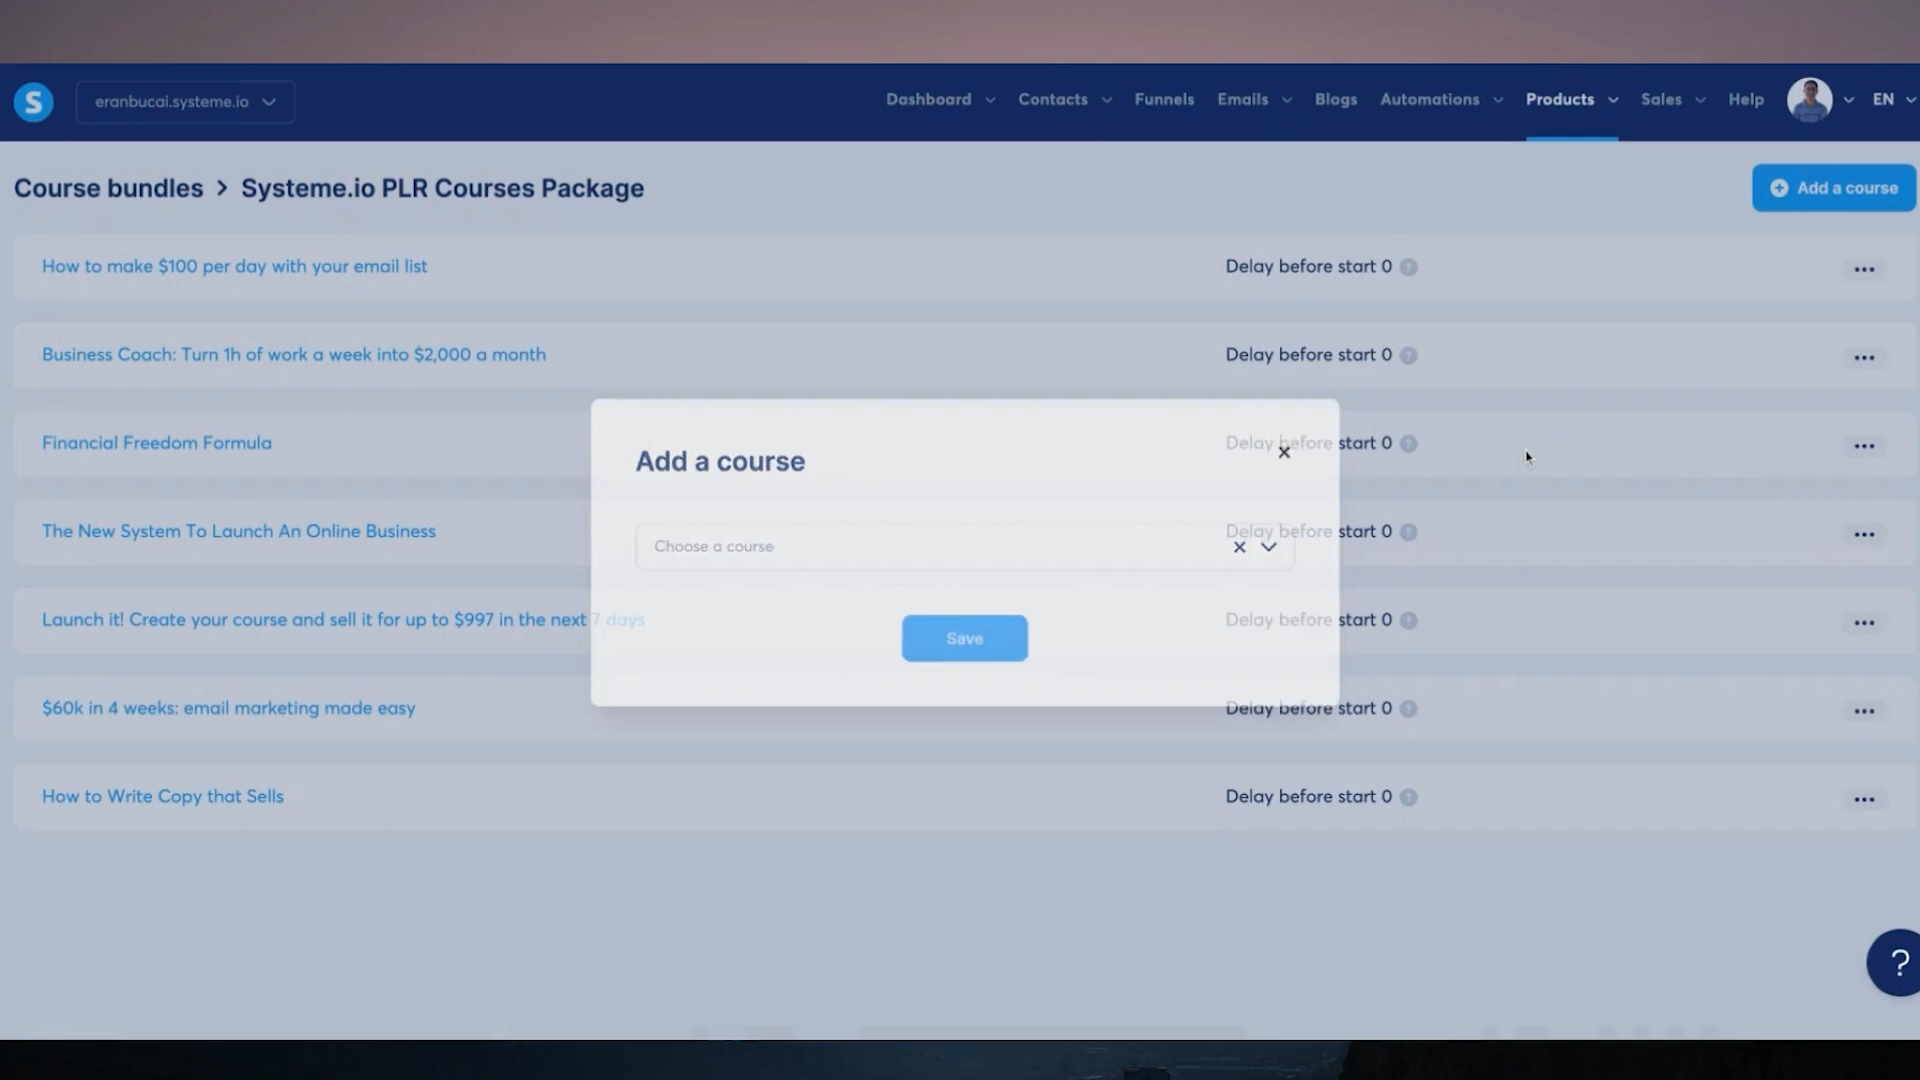 S
eranbucai.systeme.io
Dashboard
Contacts
Funnels
Emails
Blogs
Automations
Products
Sales
Help
EN
Course bundles > Systeme.io PLR Courses Package
Add a course
How to make $100 per day with your email list
Delay before start 0 ?
Business Coach: Turn 1h of work a week into $2,000 a month
Delay before start 0 ?
Financial Freedom Formula
Delay before start 0 ?
The New System To Launch An Online Business
Delay before start 0 ?
Launch it! Create your course and sell it for up to $997 in the next 7 days
Delay before start 0 ?
$60k in 4 weeks: email marketing made easy
Delay before start 0 ?
How to Write Copy that Sells
Delay before start 0 ?
Add a course
Choose a course
Save
?